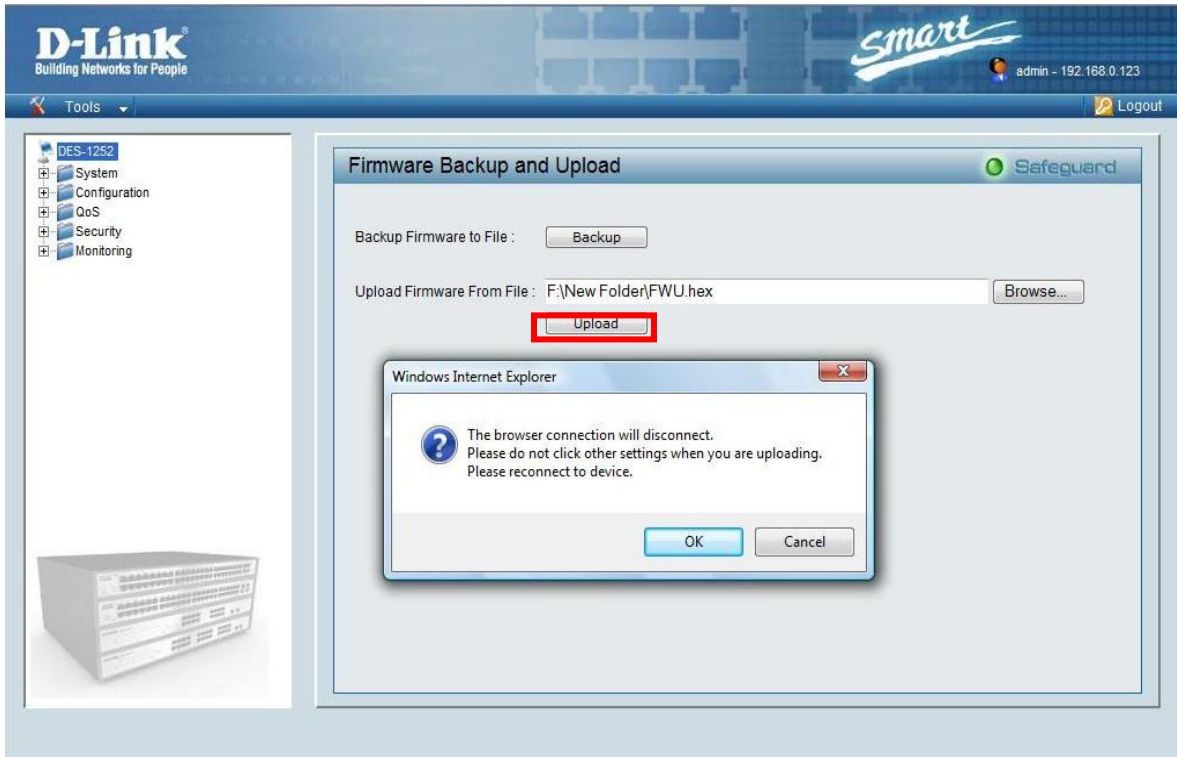 D-Link®
Building Networks for People
smart
admin - 192.168.0.123
Tools
Logout
DES-1252
System
Configuration
QoS
Security
Monitoring
Firmware Backup and Upload
Safeguard
Backup Firmware to File :
Backup
Upload Firmware From File :
F:\New Folder\FWU.hex
Browse...
Upload
Windows Internet Explorer
The browser connection will disconnect.
Please do not click other settings when you are uploading.
Please reconnect to device.
OK
Cancel